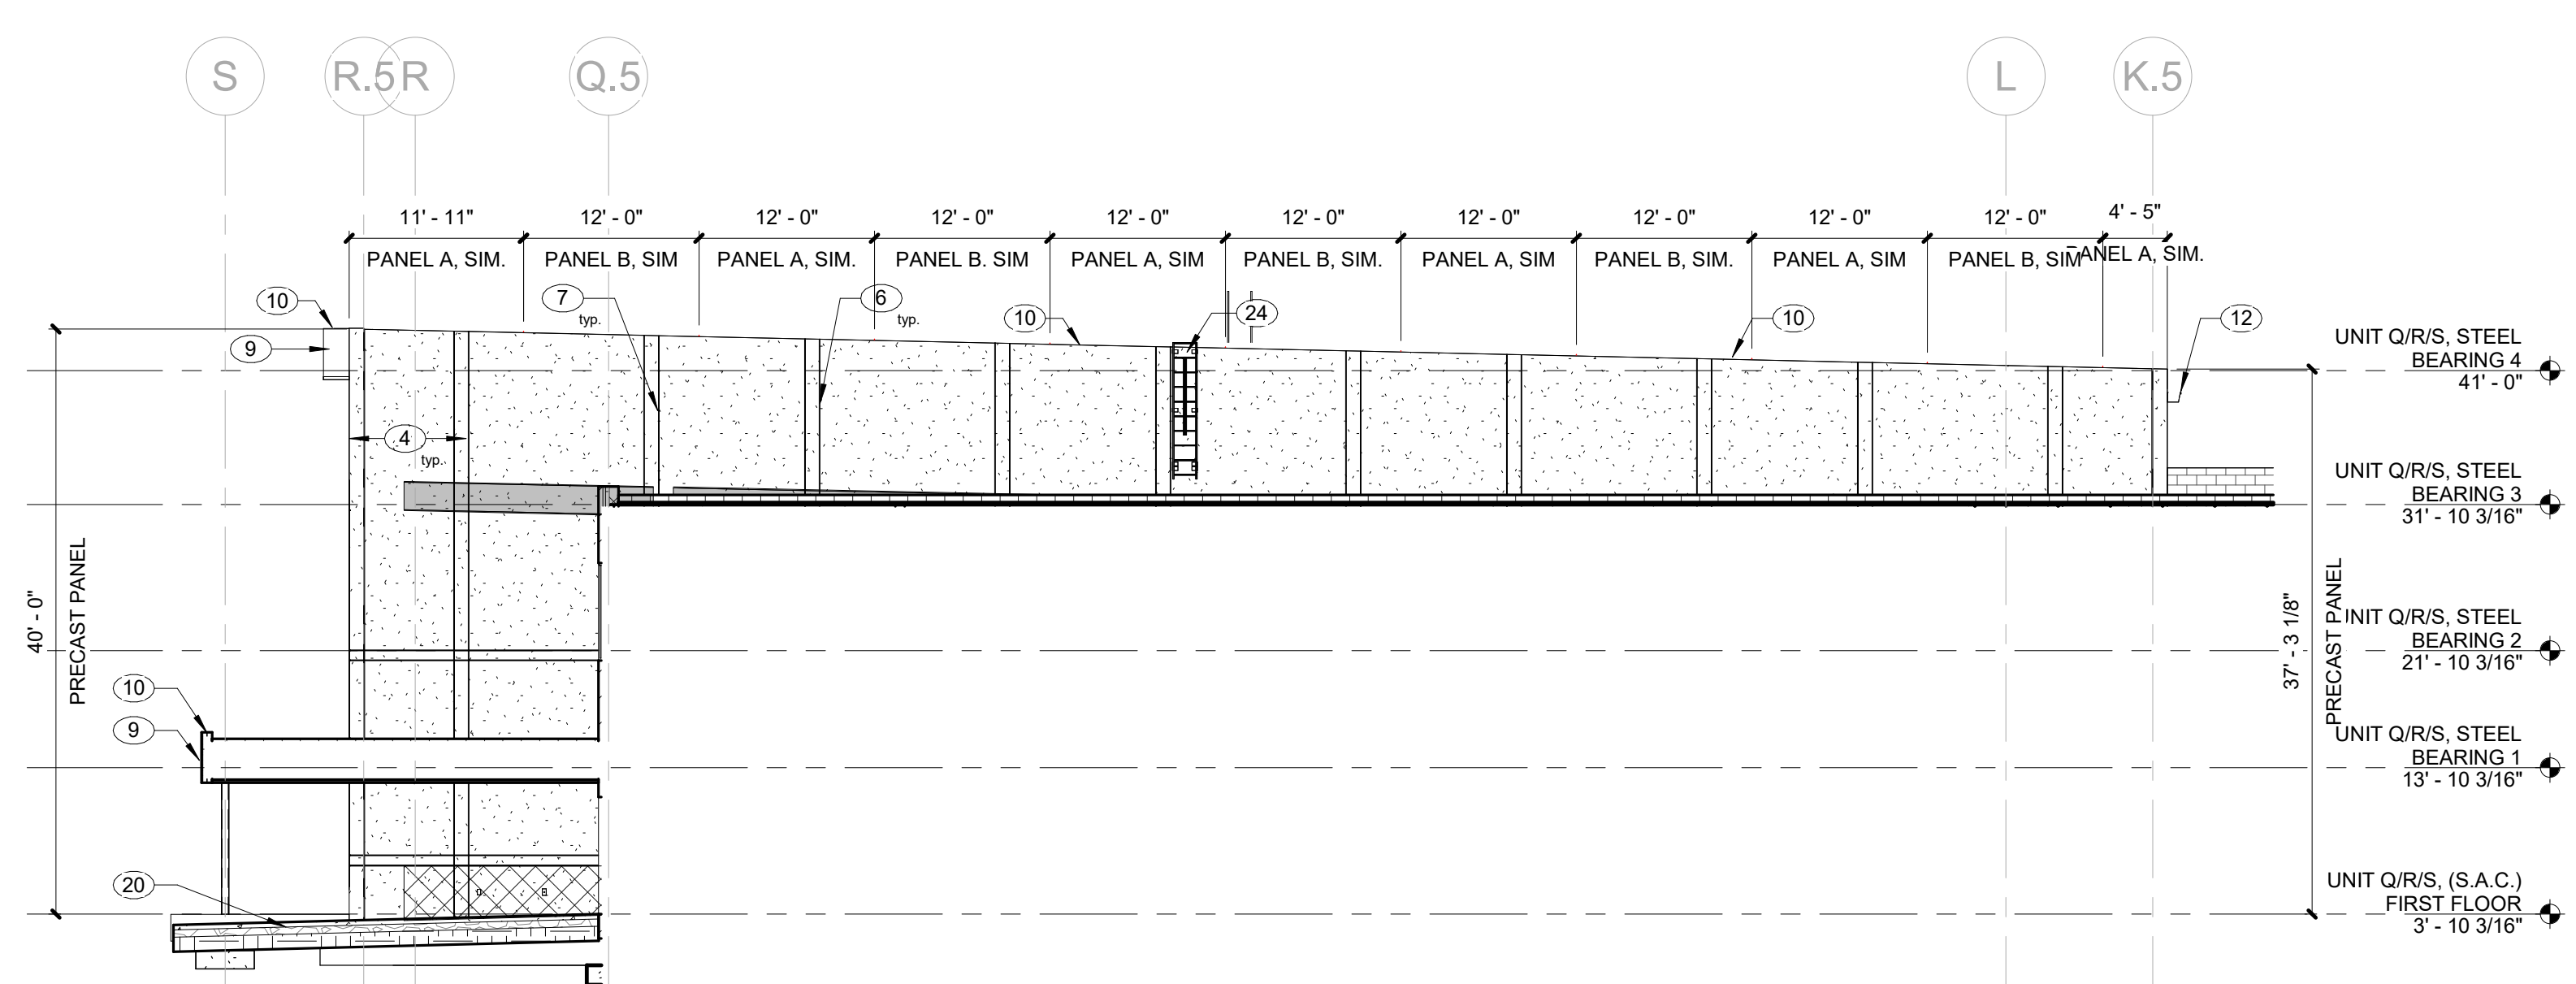 S
R.5
R
Q.5
L
K.5
11' - 11"
12' - 0"
12' - 0"
12' - 0"
12' - 0"
12' - 0"
12' - 0"
12' - 0"
12' - 0"
12' - 0"
4' - 5"
PANEL A, SIM.
PANEL B, SIM
PANEL A, SIM.
PANEL B. SIM
PANEL A, SIM
PANEL B, SIM.
PANEL A, SIM
PANEL B, SIM.
PANEL A, SIM
PANEL B, SIM
PANEL A, SIM.
10
9
7
typ.
6
typ.
10
24
10
12
4
typ.
40' - 0"
PRECAST PANEL
10
9
20
37' - 3 1/8"
PRECAST PANEL
UNIT Q/R/S, STEEL
BEARING 4
41' - 0"
UNIT Q/R/S, STEEL
BEARING 3
31' - 10 3/16"
UNIT Q/R/S, STEEL
BEARING 2
21' - 10 3/16"
UNIT Q/R/S, STEEL
BEARING 1
13' - 10 3/16"
UNIT Q/R/S, (S.A.C.)
FIRST FLOOR
3' - 10 3/16"